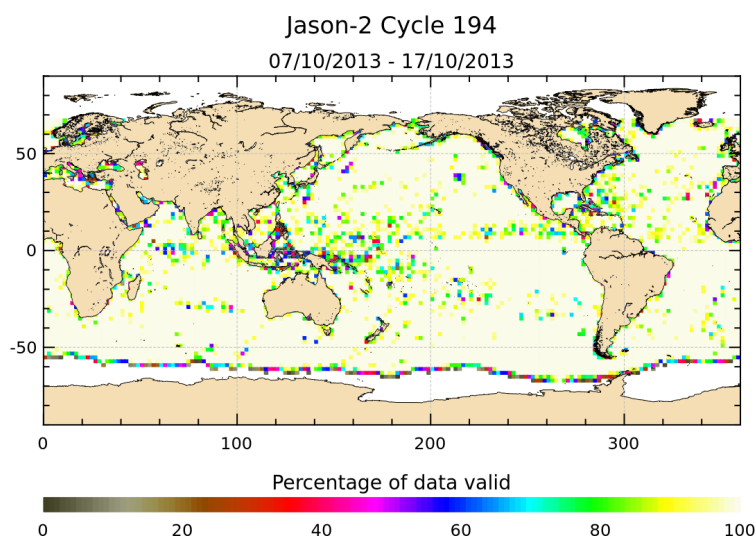 Jason-2 Cycle 194
07/10/2013 - 17/10/2013
50
0
-50
0 100 200 300
Percentage of data valid
0 20 40 60 80 100